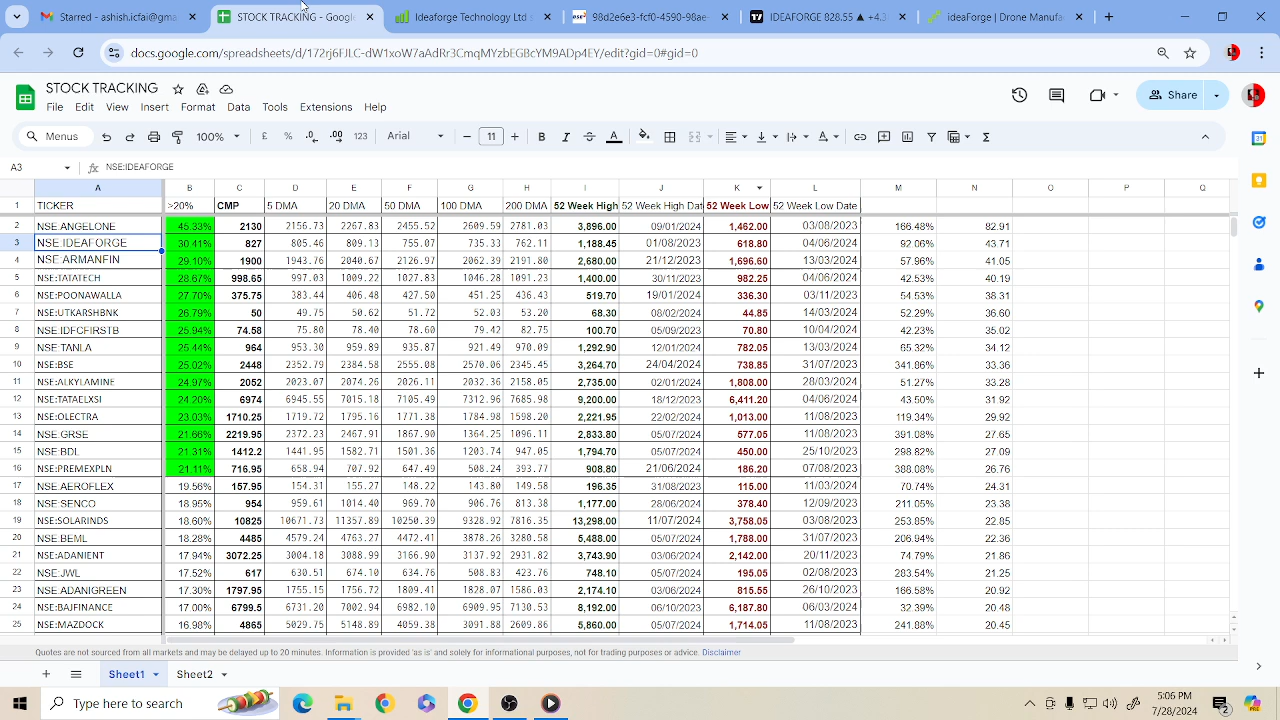 STOCK TRACKING - Google
Ideaforge Technology Ltd
98d2e6e3-fcf0-4590-98ae
IDEAFORGE 828.55 ▲ +4.3
ideaForge | Drone Manufa
docs.google.com/spreadsheets/d/172rj6FJLC-dW1xoW7aAdRr3CmqMYzbEGBcYM9ADp4Ey/edit?gid=0#gid=0
STOCK TRACKING
File Edit View Insert Format Data Tools Extensions Help
Share
Menus 100% £ % .0 .00 123 Arial 11 B I A
A3 fx NSE:IDEAFORGE
A B C D E F G H I J K L M N O P Q
1 TICKER >20% CMP 5 DMA 20 DMA 50 DMA 100 DMA 200 DMA 52 Week High 52 Week High Dat 52 Week Low 52 Week Low Date
2 NSE:ANGELONE 45.33% 2130 2156.73 2267.83 2455.52 2609.59 2781.03 3,896.00 09/01/2024 1,462.00 03/08/2023 166.48% 82.91
3 NSE:IDEAFORGE 30.41% 827 805.46 809.13 755.07 735.33 762.11 1,188.45 01/08/2023 618.80 04/06/2024 92.06% 43.71
4 NSE:ARMANFIN 29.10% 1900 1943.76 2040.67 2126.97 2062.39 2191.80 2,680.00 21/12/2023 1,696.60 13/03/2024 57.96% 41.05
5 NSE:TATATECH 28.67% 998.65 997.03 1009.22 1027.83 1046.28 1091.23 1,400.00 30/11/2023 982.25 04/06/2024 42.53% 40.19
6 NSE:POONAWALLA 27.70% 375.75 383.44 406.48 427.50 451.25 436.43 519.70 19/01/2024 336.30 03/11/2023 54.53% 38.31
7 NSE:UTKARSHBNK 26.79% 50 49.75 50.62 51.72 52.03 53.20 68.30 08/02/2024 44.85 14/03/2024 52.29% 36.60
8 NSE:IDFCFIRSTB 25.94% 74.58 75.80 78.40 78.60 79.42 82.75 100.70 05/09/2023 70.80 10/04/2024 42.23% 35.02
9 NSE:TANLA 25.44% 964 953.30 959.89 935.87 921.49 970.09 1,292.90 12/01/2024 782.05 13/03/2024 65.32% 34.12
10 NSE:BSE 25.02% 2448 2352.79 2384.58 2555.08 2570.06 2345.45 3,264.70 24/04/2024 738.85 31/07/2023 341.86% 33.36
11 NSE:ALKYLAMINE 24.97% 2052 2023.07 2074.26 2026.11 2032.36 2158.05 2,735.00 02/01/2024 1,808.00 28/03/2024 51.27% 33.28
12 NSE:TATAELXSI 24.20% 6974 6945.55 7015.18 7105.49 7312.96 7685.98 9,200.00 18/12/2023 6,411.20 04/06/2024 43.50% 31.92
13 NSE:OLECTRA 23.03% 1710.25 1719.72 1795.16 1771.38 1784.98 1598.20 2,221.95 22/02/2024 1,013.00 11/08/2023 119.34% 29.92
14 NSE:GRSE 21.66% 2219.95 2372.23 2467.91 1867.90 1364.25 1096.11 2,833.80 05/07/2024 577.05 11/08/2023 391.08% 27.65
15 NSE:BDL 21.31% 1412.2 1441.95 1582.71 1501.36 1203.74 947.05 1,794.70 05/07/2024 450.00 25/10/2023 298.82% 27.09
16 NSE:PREMEXPLN 21.11% 716.95 658.94 707.92 647.49 508.24 393.77 908.80 21/06/2024 186.20 07/08/2023 388.08% 26.76
17 NSE:AEROFLEX 19.56% 157.95 154.31 155.27 148.22 143.80 149.58 196.35 31/08/2023 115.00 11/03/2024 70.74% 24.31
18 NSE:SENCO 18.95% 954 959.61 1014.40 969.70 906.76 813.38 1,177.00 28/06/2024 378.40 12/09/2023 211.05% 23.38
19 NSE:SOLARINDS 18.60% 10825 10671.73 11357.89 10250.39 9328.92 7816.35 13,298.00 11/07/2024 3,758.05 03/08/2023 253.85% 22.85
20 NSE:BEML 18.28% 4485 4579.24 4763.27 4472.41 3878.26 3280.58 5,488.00 05/07/2024 1,788.00 31/07/2023 206.94% 22.36
21 NSE:ADANIENT 17.94% 3072.25 3004.18 3088.99 3166.90 3137.92 2931.82 3,743.90 03/06/2024 2,142.00 20/11/2023 74.79% 21.86
22 NSE:JWL 17.52% 617 630.51 674.10 634.76 508.83 423.76 748.10 05/07/2024 195.05 02/08/2023 283.54% 21.25
23 NSE:ADANIGREEN 17.30% 1797.95 1755.15 1756.72 1809.41 1828.07 1586.03 2,174.10 03/06/2024 815.55 26/10/2023 166.58% 20.92
24 NSE:BAJFINANCE 17.00% 6799.5 6731.20 7002.94 6982.10 6909.95 7130.53 8,192.00 06/10/2023 6,187.80 06/03/2024 32.39% 20.48
25 NSE:MAZDOCK 16.98% 4865 5029.75 5148.89 4059.38 3091.88 2609.86 5,860.00 05/07/2024 1,714.05 11/08/2023 241.88% 20.45
Quotes are not sourced from all markets and may be delayed up to 20 minutes. Information is provided 'as is' and solely for informational purposes, not for trading purposes or advice. Disclaimer
Sheet1 Sheet2
Type here to search
5:06 PM
7/28/2024
2